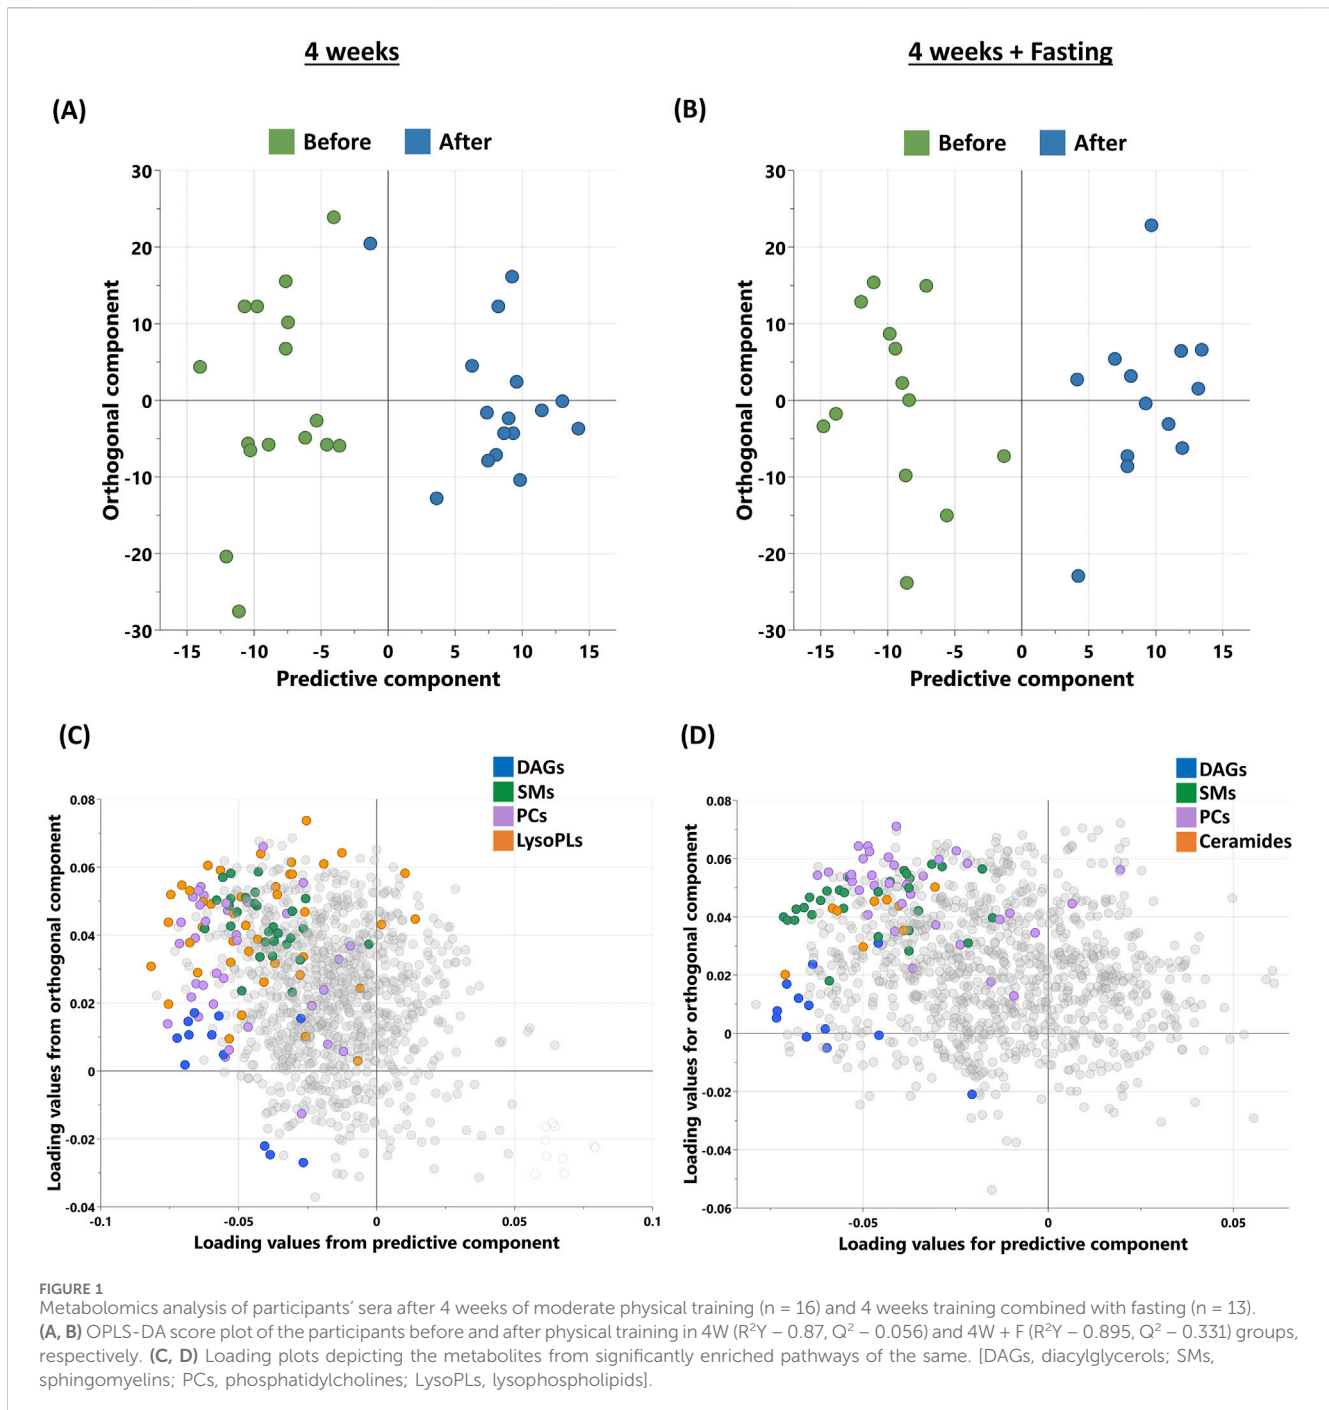 4 weeks
4 weeks + Fasting
(A)
Before
After
30
20
10
0
-10
-20
-30
Orthogonal component
-15
-10
-5
0
5
10
15
Predictive component
(B)
Before
After
30
20
10
0
-10
-20
-30
Orthogonal component
-15
-10
-5
0
5
10
15
Predictive component
(C)
DAGs
SMs
PCs
LysoPLs
0.08
0.06
0.04
0.02
0
-0.02
-0.04
Loading values from orthogonal component
-0.1
-0.05
0
0.05
0.1
Loading values from predictive component
(D)
DAGs
SMs
PCs
Ceramides
0.08
0.06
0.04
0.02
0
-0.02
-0.04
-0.06
Loading values for orthogonal component
-0.05
0
0.05
Loading values for predictive component
FIGURE 1
Metabolomics analysis of participants’ sera after 4 weeks of moderate physical training (n = 16) and 4 weeks training combined with fasting (n = 13).
(A, B) OPLS-DA score plot of the participants before and after physical training in 4W (R²Y – 0.87, Q² – 0.056) and 4W + F (R²Y – 0.895, Q² – 0.331) groups,
respectively. (C, D) Loading plots depicting the metabolites from significantly enriched pathways of the same. [DAGs, diacylglycerols; SMs,
sphingomyelins; PCs, phosphatidylcholines; LysoPLs, lysophospholipids].